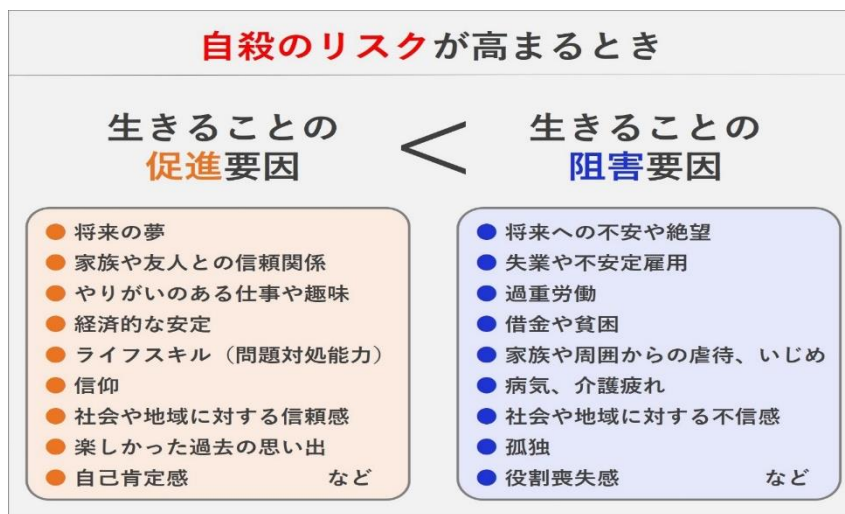 自殺のリスクが高まるとき
生きることの
促進要因
<
生きることの
阻害要因
● 将来の夢
● 家族や友人との信頼関係
● やりがいのある仕事や趣味
● 経済的な安定
● ライフスキル(問題対処能力)
● 信仰
● 社会や地域に対する信頼感
● 楽しかった過去の思い出
● 自己肯定感 など
● 将来への不安や絶望
● 失業や不安定雇用
● 過重労働
● 借金や貧困
● 家族や周囲からの虐待、いじめ
● 病気、介護疲れ
● 社会や地域に対する不信感
● 孤独
● 役割喪失感 など